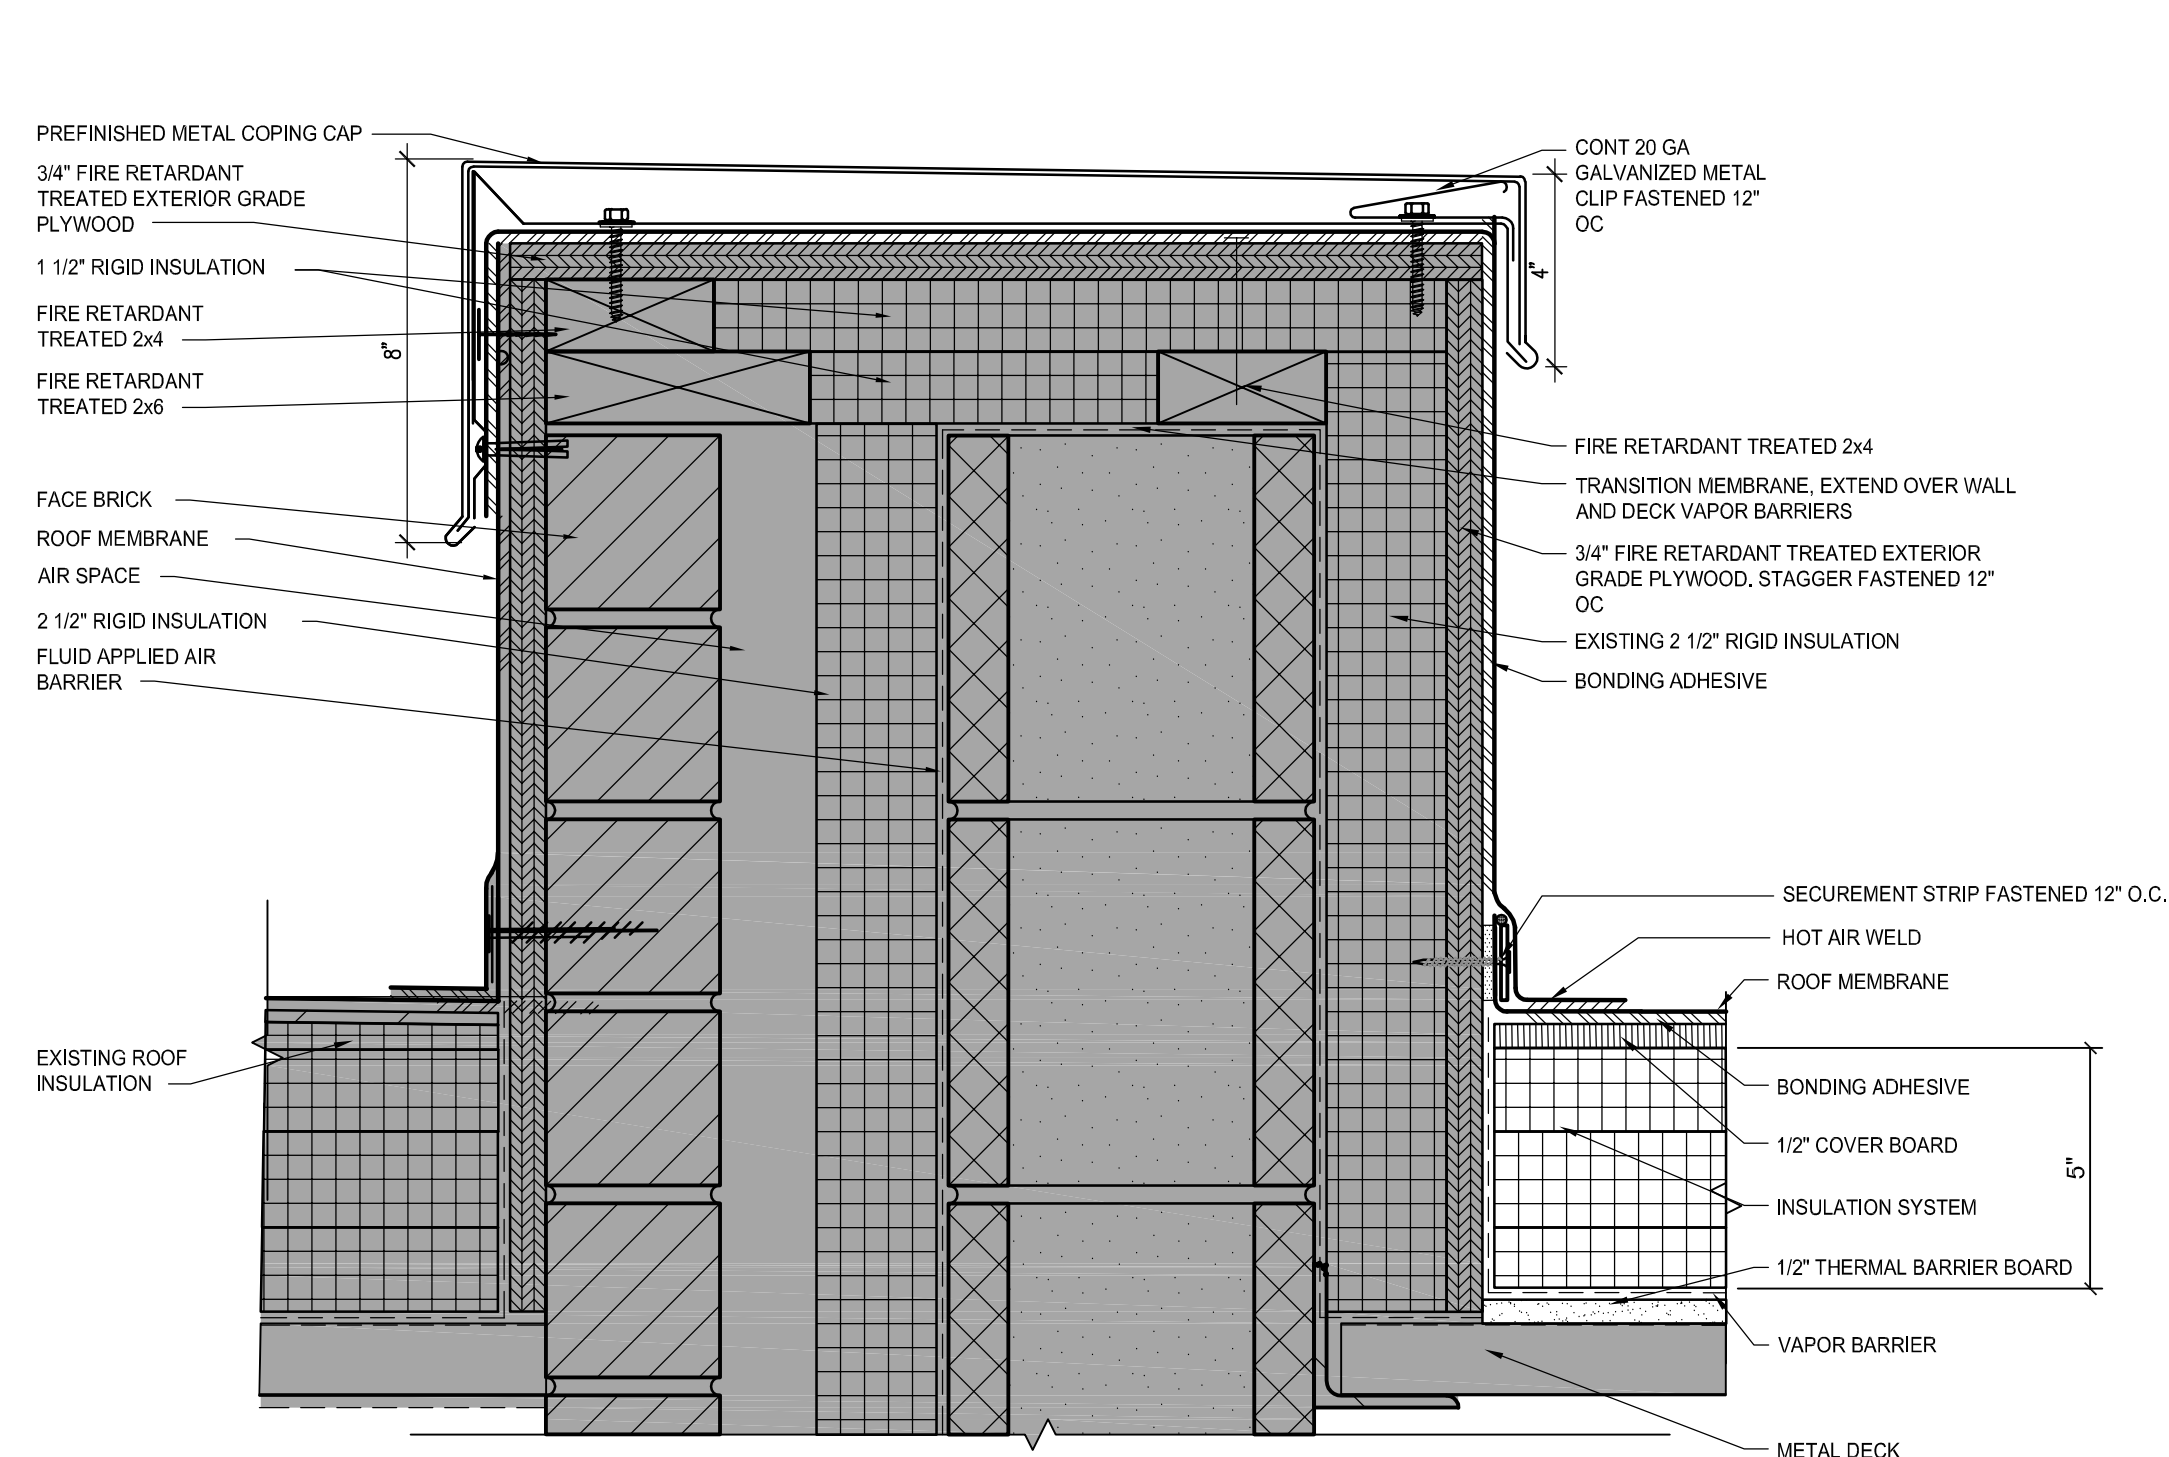 PREFINISHED METAL COPING CAP
3/4" FIRE RETARDANT
TREATED EXTERIOR GRADE
PLYWOOD
1 1/2" RIGID INSULATION
FIRE RETARDANT
TREATED 2x4
FIRE RETARDANT
TREATED 2x6
8"
FACE BRICK
ROOF MEMBRANE
AIR SPACE
2 1/2" RIGID INSULATION
FLUID APPLIED AIR
BARRIER
EXISTING ROOF
INSULATION
CONT 20 GA
GALVANIZED METAL
CLIP FASTENED 12"
OC
4"
FIRE RETARDANT TREATED 2x4
TRANSITION MEMBRANE, EXTEND OVER WALL
AND DECK VAPOR BARRIERS
3/4" FIRE RETARDANT TREATED EXTERIOR
GRADE PLYWOOD. STAGGER FASTENED 12"
OC
EXISTING 2 1/2" RIGID INSULATION
BONDING ADHESIVE
SECUREMENT STRIP FASTENED 12" O.C.
HOT AIR WELD
ROOF MEMBRANE
BONDING ADHESIVE
1/2" COVER BOARD
5"
INSULATION SYSTEM
1/2" THERMAL BARRIER BOARD
VAPOR BARRIER
METAL DECK